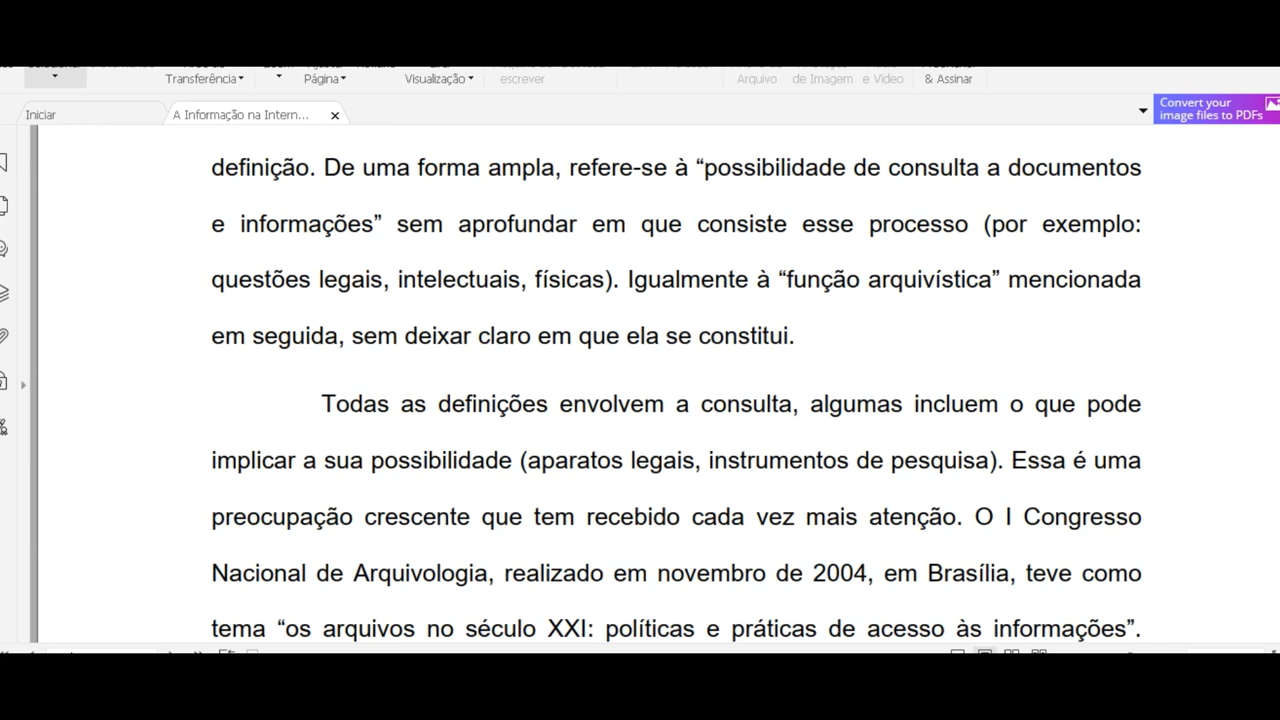 Transferência
Página
Visualização
escrever
Arquivo
de Imagem
e Vídeo
& Assinar
Iniciar
A Informação na Intern...
Convert your
image files to PDFs
definição. De uma forma ampla, refere-se à “possibilidade de consulta a documentos
e informações” sem aprofundar em que consiste esse processo (por exemplo:
questões legais, intelectuais, físicas). Igualmente à “função arquivística” mencionada
em seguida, sem deixar claro em que ela se constitui.
Todas as definições envolvem a consulta, algumas incluem o que pode
implicar a sua possibilidade (aparatos legais, instrumentos de pesquisa). Essa é uma
preocupação crescente que tem recebido cada vez mais atenção. O I Congresso
Nacional de Arquivologia, realizado em novembro de 2004, em Brasília, teve como
tema “os arquivos no século XXI: políticas e práticas de acesso às informações”.